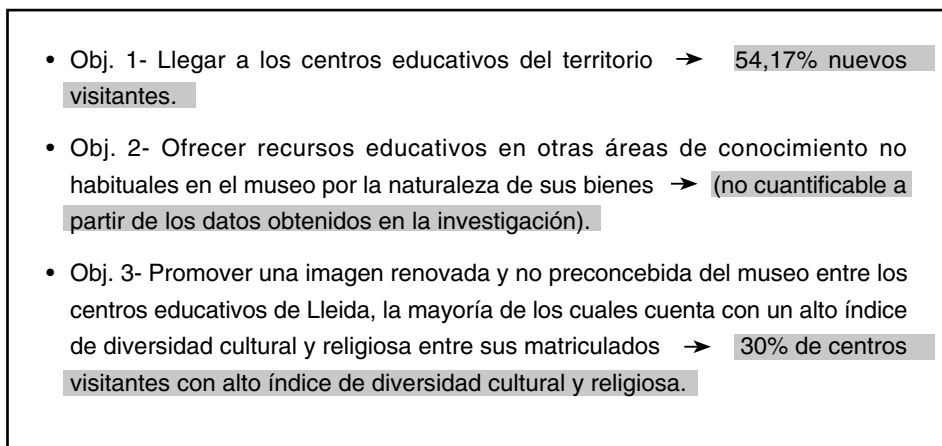 • Obj. 1- Llegar a los centros educativos del territorio ➔ 54,17% nuevos
visitantes.
• Obj. 2- Ofrecer recursos educativos en otras áreas de conocimiento no
habituales en el museo por la naturaleza de sus bienes ➔ (no cuantificable a
partir de los datos obtenidos en la investigación).
• Obj. 3- Promover una imagen renovada y no preconcebida del museo entre los
centros educativos de Lleida, la mayoría de los cuales cuenta con un alto índice
de diversidad cultural y religiosa entre sus matriculados ➔ 30% de centros
visitantes con alto índice de diversidad cultural y religiosa.